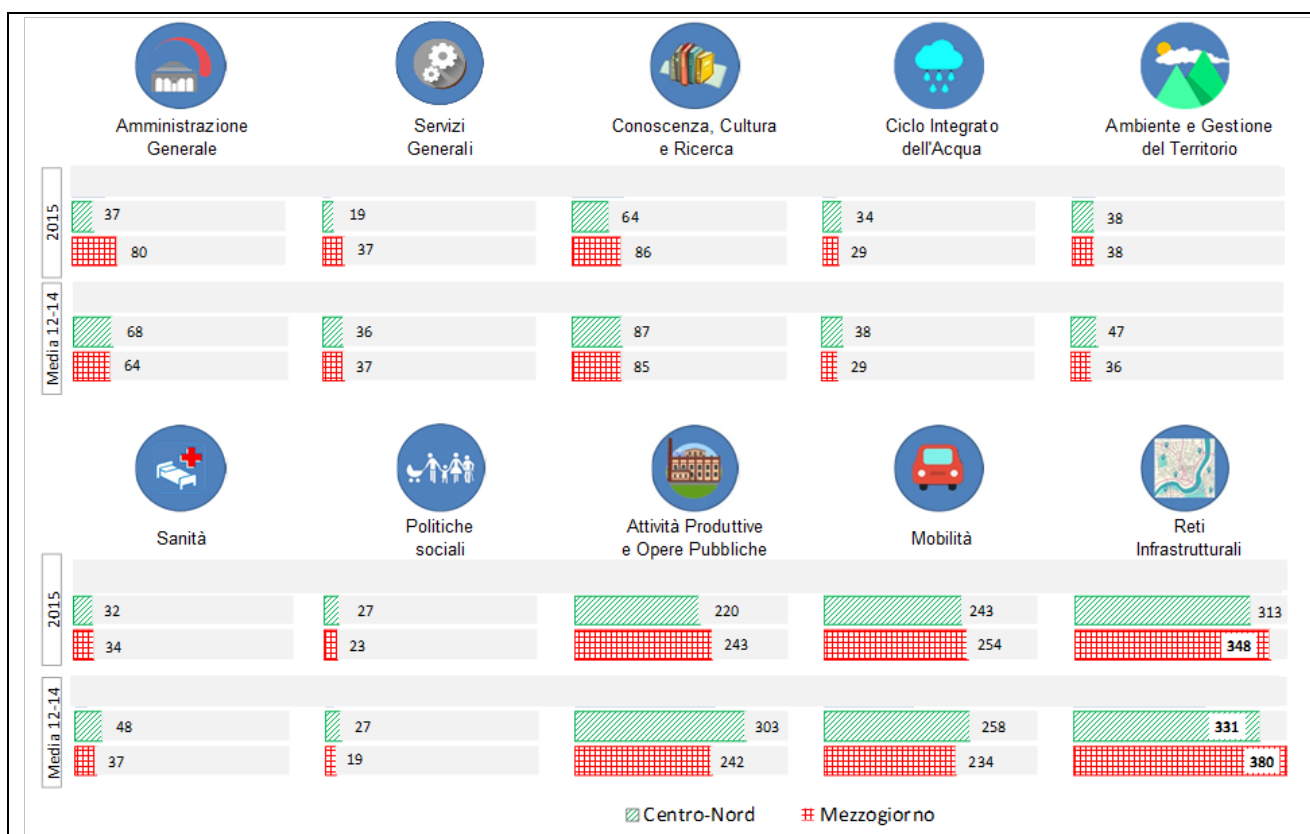 Amministrazione
Generale
Servizi
Generali
Conoscenza, Cultura
e Ricerca
Ciclo Integrato
dell'Acqua
Ambiente e Gestione
del Territorio
2015
37
19
64
34
38
80
37
86
29
38
Media 12-14
68
36
87
38
47
64
37
85
29
36
Sanità
Politiche
sociali
Attività Produttive
e Opere Pubbliche
Mobilità
Reti
Infrastrutturali
2015
32
27
220
243
313
34
23
243
254
348
Media 12-14
48
27
303
258
331
37
19
242
234
380
Centro-Nord
Mezzogiorno